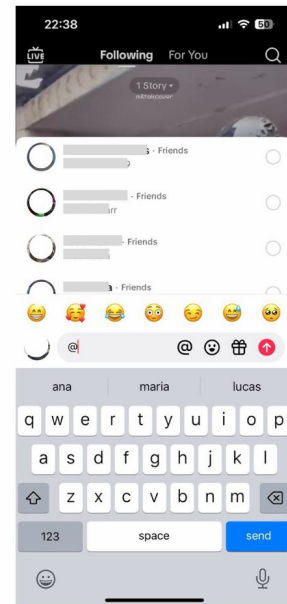 22:38
50
LIVE
Following
For You
1 Story
· Friends
· Friends
rr
· Friends
a · Friends
@
@
ana
maria
lucas
q w e r t y u i o p
a s d f g h j k l
z x c v b n m
123
space
send